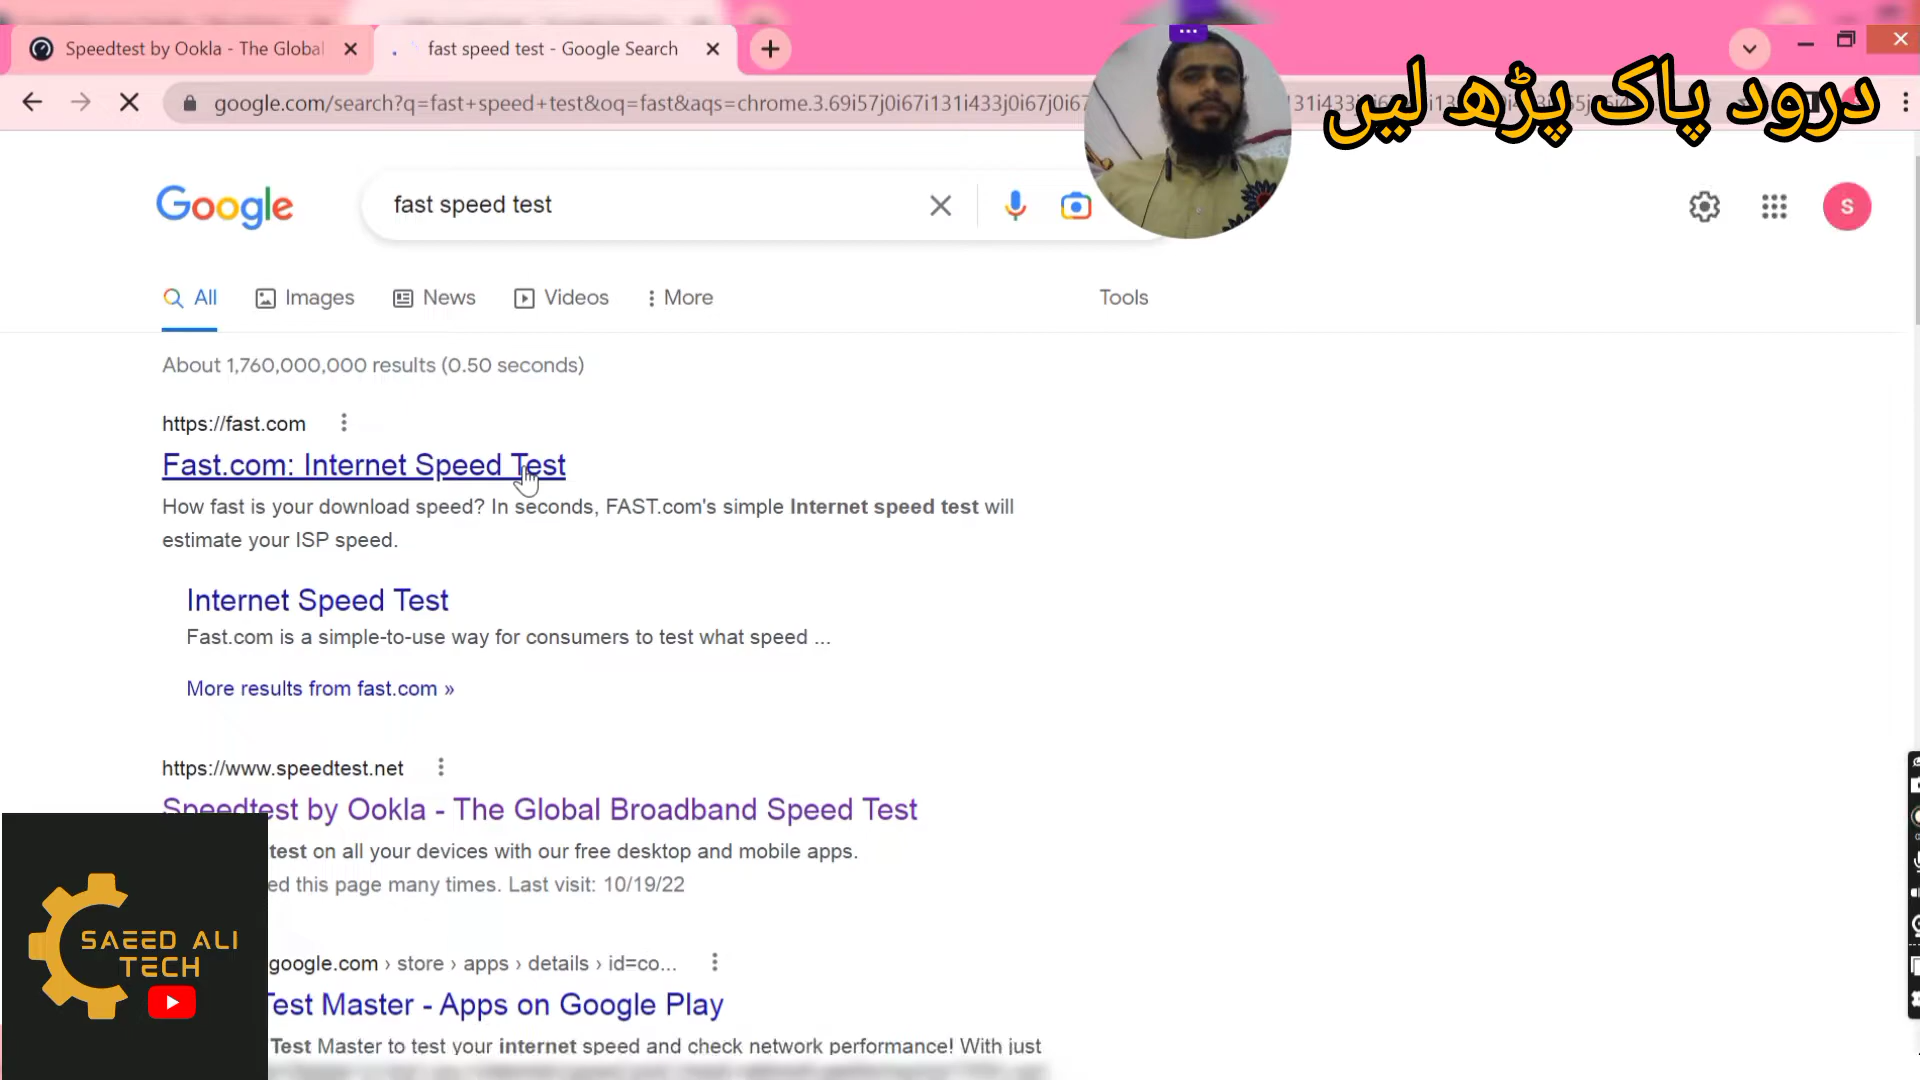 Speedtest by Ookla - The Global
fast speed test - Google Search
درود پاک پڑھ لیں
google.com/search?q=fast+speed+test&oq=fast&aqs=chrome.3.69i57j0i67i131i433j0i67j0i67
Google
fast speed test
S
All
Images
News
Videos
More
Tools
About 1,760,000,000 results (0.50 seconds)
https://fast.com
Fast.com: Internet Speed Test
How fast is your download speed? In seconds, FAST.com's simple Internet speed test will
estimate your ISP speed.
Internet Speed Test
Fast.com is a simple-to-use way for consumers to test what speed ...
More results from fast.com »
https://www.speedtest.net
Speedtest by Ookla - The Global Broadband Speed Test
test on all your devices with our free desktop and mobile apps.
ed this page many times. Last visit: 10/19/22
google.com › store › apps › details › id=co...
Test Master - Apps on Google Play
Test Master to test your internet speed and check network performance! With just
SAEED ALI
TECH